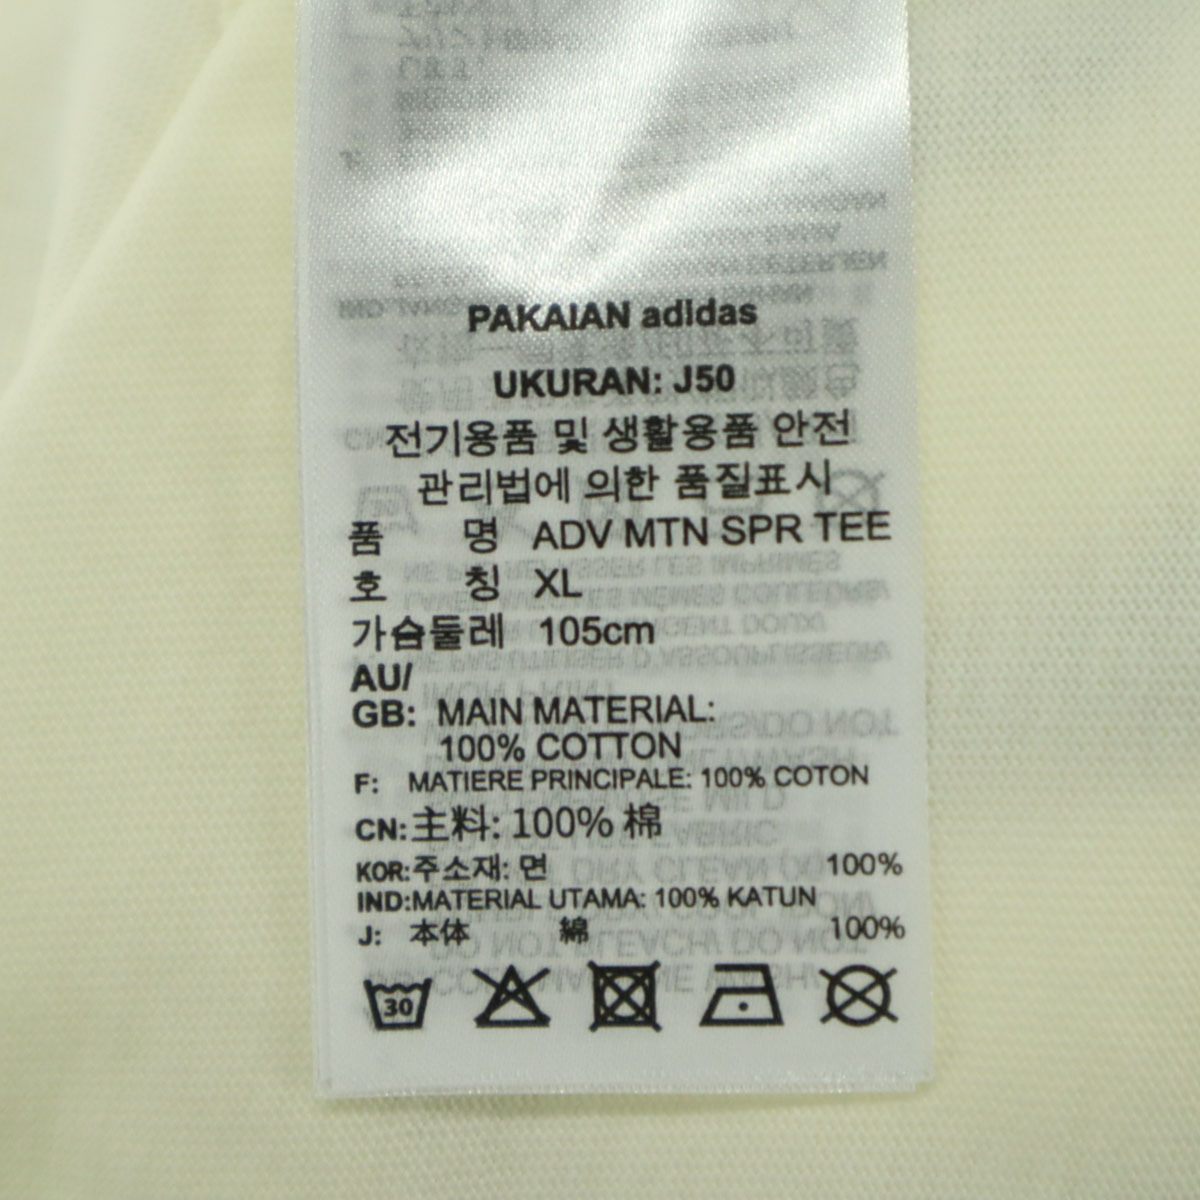 PAKAIAN adidas
UKURAN: J50
전기용품 및 생활용품 안전
관리법에 의한 품질표시
품 명 ADV MTN SPR TEE
호 칭 XL
가슴둘레 105cm
AU/
GB: MAIN MATERIAL:
100% COTTON
F: MATIERE PRINCIPALE: 100% COTON
CN:主料: 100% 棉
KOR:주소재: 면 100%
IND:MATERIAL UTAMA: 100% KATUN
J: 本体 綿 100%
30